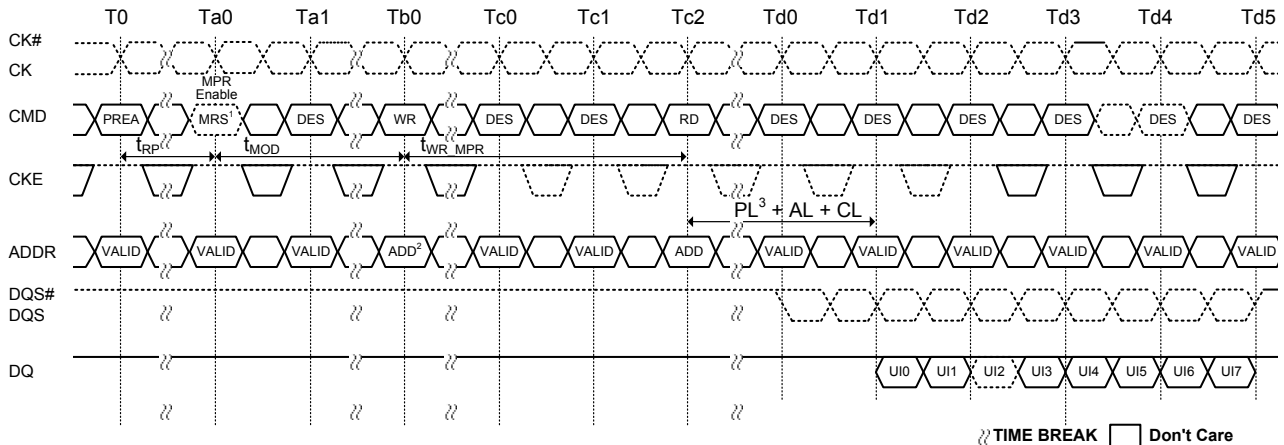 T0 Ta0 Ta1 Tb0 Tc0 Tc1 Tc2 Td0 Td1 Td2 Td3 Td4 Td5
CK#
CK
MPR
Enable
CMD PREA MRS¹ DES WR DES DES RD DES DES DES DES DES DES
tRP tMOD tWR_MPR
CKE
PL³ + AL + CL
ADDR VALID VALID VALID ADD² VALID VALID ADD VALID VALID VALID VALID VALID VALID
DQS#
DQS
DQ UI0 UI1 UI2 UI3 UI4 UI5 UI6 UI7
TIME BREAK Don't Care